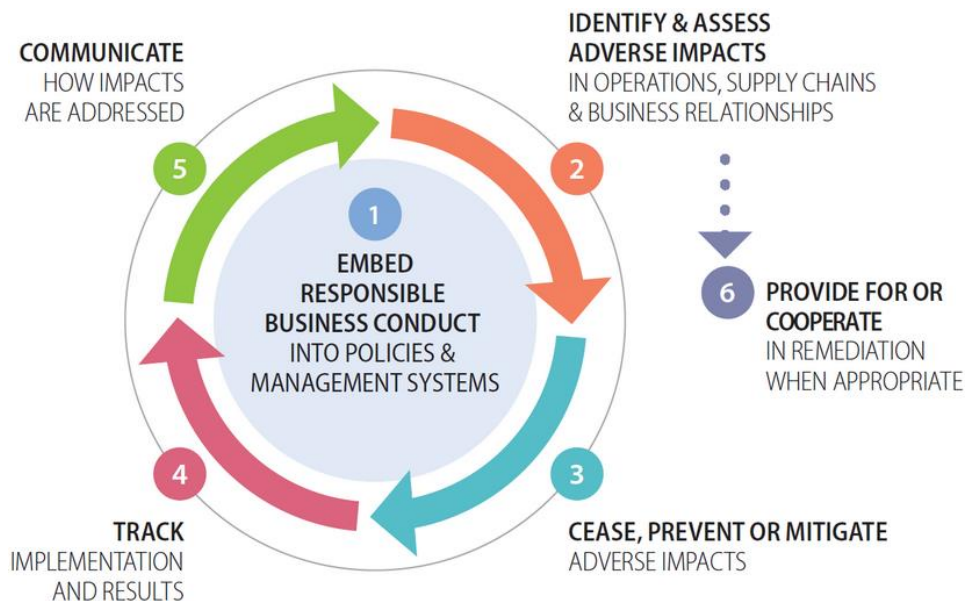 1
EMBED
RESPONSIBLE
BUSINESS CONDUCT
INTO POLICIES &
MANAGEMENT SYSTEMS
2
IDENTIFY & ASSESS
ADVERSE IMPACTS
IN OPERATIONS, SUPPLY CHAINS
& BUSINESS RELATIONSHIPS
3
CEASE, PREVENT OR MITIGATE
ADVERSE IMPACTS
4
TRACK
IMPLEMENTATION
AND RESULTS
5
COMMUNICATE
HOW IMPACTS
ARE ADDRESSED
6
PROVIDE FOR OR
COOPERATE
IN REMEDIATION
WHEN APPROPRIATE